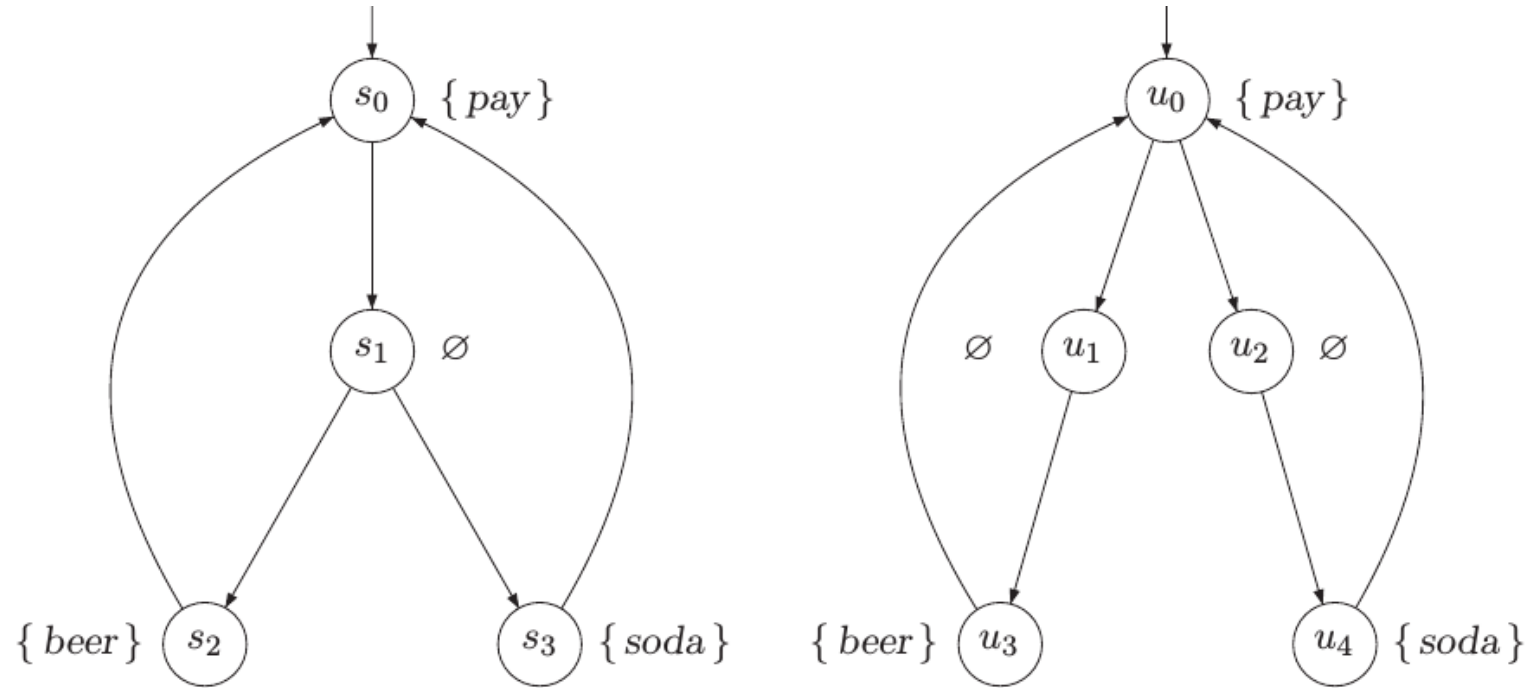 s₀ { pay } u₀ { pay }
s₁ ∅ ∅ u₁ u₂ ∅
{ beer } s₂ s₃ { soda } { beer } u₃ u₄ { soda }